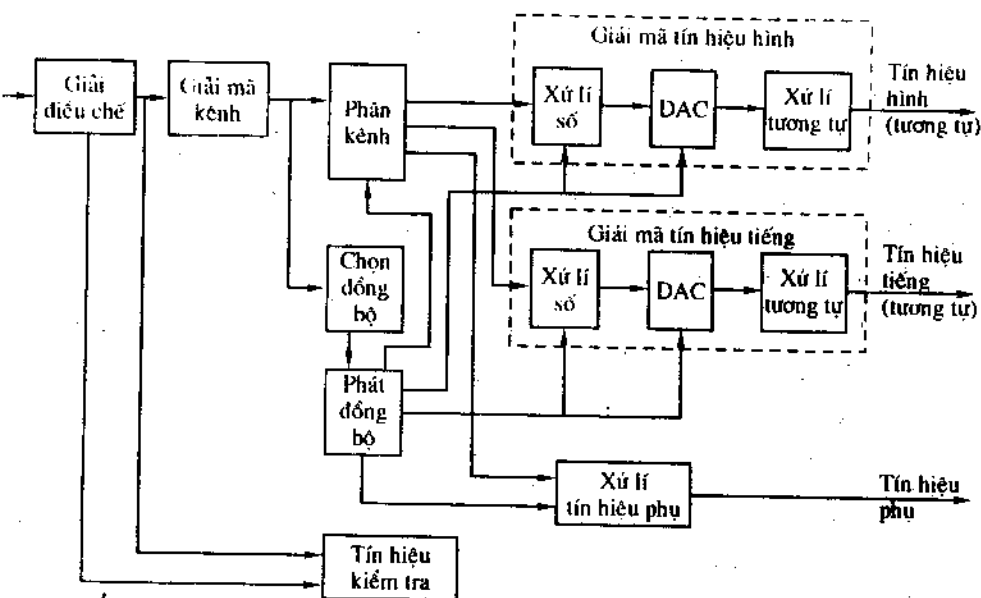 Giải mã tín hiệu hình
Giải
điều chế
Giải mã
kênh
Phân
kênh
Xử lí
số
DAC
Xử lí
tương tự
Tín hiệu
hình
(tương tự)
Giải mã tín hiệu tiếng
Chọn
đồng
bộ
Xử lí
số
DAC
Xử lí
tương tự
Tín hiệu
tiếng
(tương tự)
Phát
đồng
bộ
Xử lí
tín hiệu phụ
Tín hiệu
phụ
Tín hiệu
kiểm tra